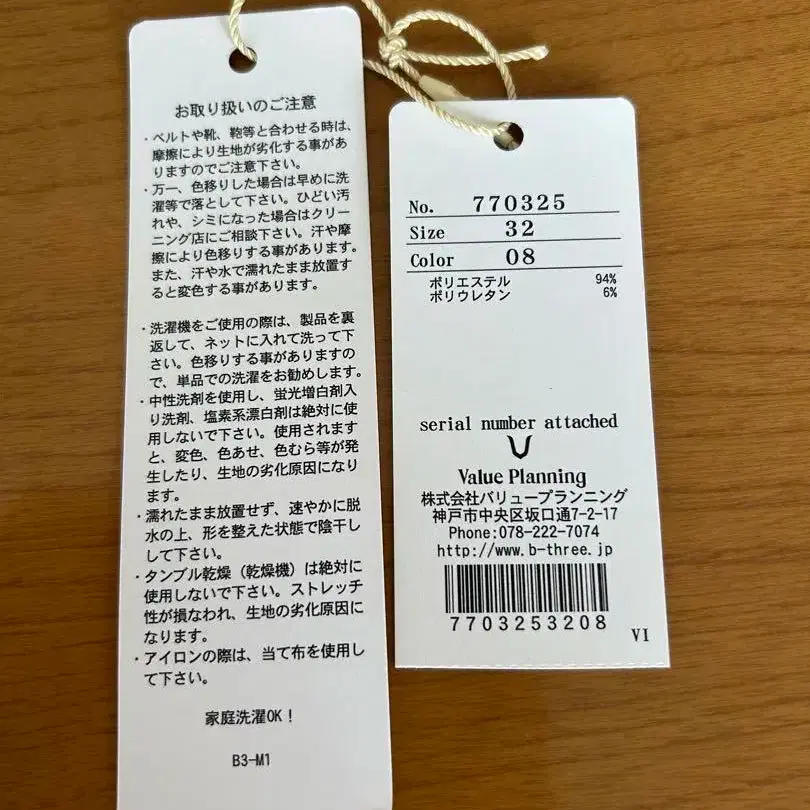 お取り扱いのご注意
・ベルトや靴、鞄等と合わせる時は、
摩擦により生地が劣化する事があ
りますのでご注意下さい。
・万一、色移りした場合は早めに洗
濯等で落として下さい。ひどい汚
れや、シミになった場合はクリー
ニング店にご相談下さい。汗や摩
擦により色移りする事があります。
また、汗や水で濡れたまま放置す
ると変色する事があります。
・洗濯機をご使用の際は、製品を裏
返して、ネットに入れて洗って下
さい。色移りする事がありますの
で、単品での洗濯をお勧めします。
・中性洗剤を使用し、蛍光増白剤入
り洗剤、塩素系漂白剤は絶対に使
用しないで下さい。使用されます
と、変色、色あせ、色むら等が発
生したり、生地の劣化原因になり
ます。
・濡れたまま放置せず、速やかに脱
水の上、形を整えた状態で陰干し
して下さい。
・タンブル乾燥（乾燥機）は絶対に
使用しないで下さい。ストレッチ
性が損なわれ、生地の劣化原因に
なります。
・アイロンの際は、当て布を使用し
て下さい。
家庭洗濯OK！
B3-M1
No. 770325
Size 32
Color 08
ポリエステル 94%
ポリウレタン 6%
serial number attached
Value Planning
株式会社バリュープランニング
神戸市中央区坂口通7-2-17
Phone:078-222-7074
http://www.b-three.jp
7703253208
VI